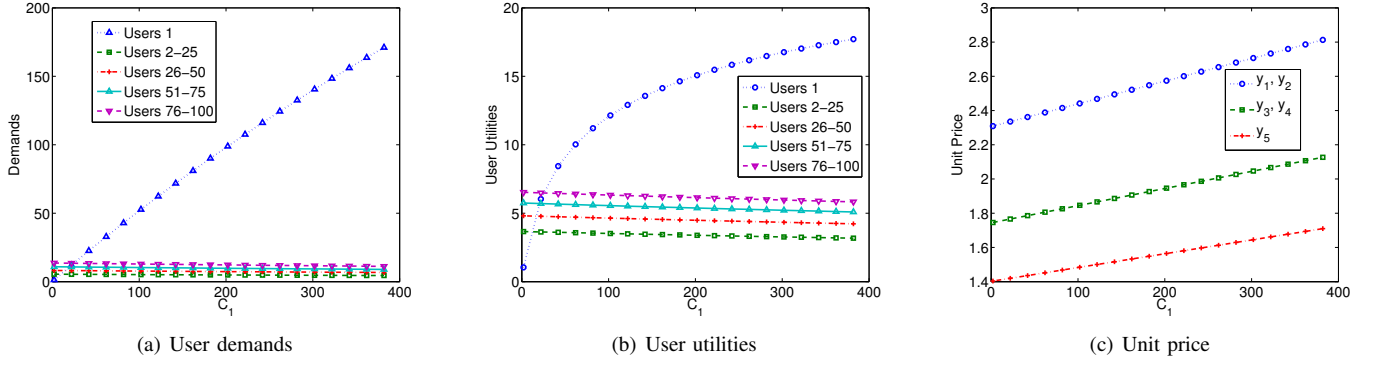 200
150
100
50
0
Demands
0
100
200
300
400
C1
Users 1
Users 2−25
Users 26−50
Users 51−75
Users 76−100
(a) User demands
20
15
10
5
0
User Utilities
0
100
200
300
400
C1
Users 1
Users 2−25
Users 26−50
Users 51−75
Users 76−100
(b) User utilities
3
2.8
2.6
2.4
2.2
2
1.8
1.6
1.4
Unit Price
0
100
200
300
400
C1
y1, y2
y3, y4
y5
(c) Unit price